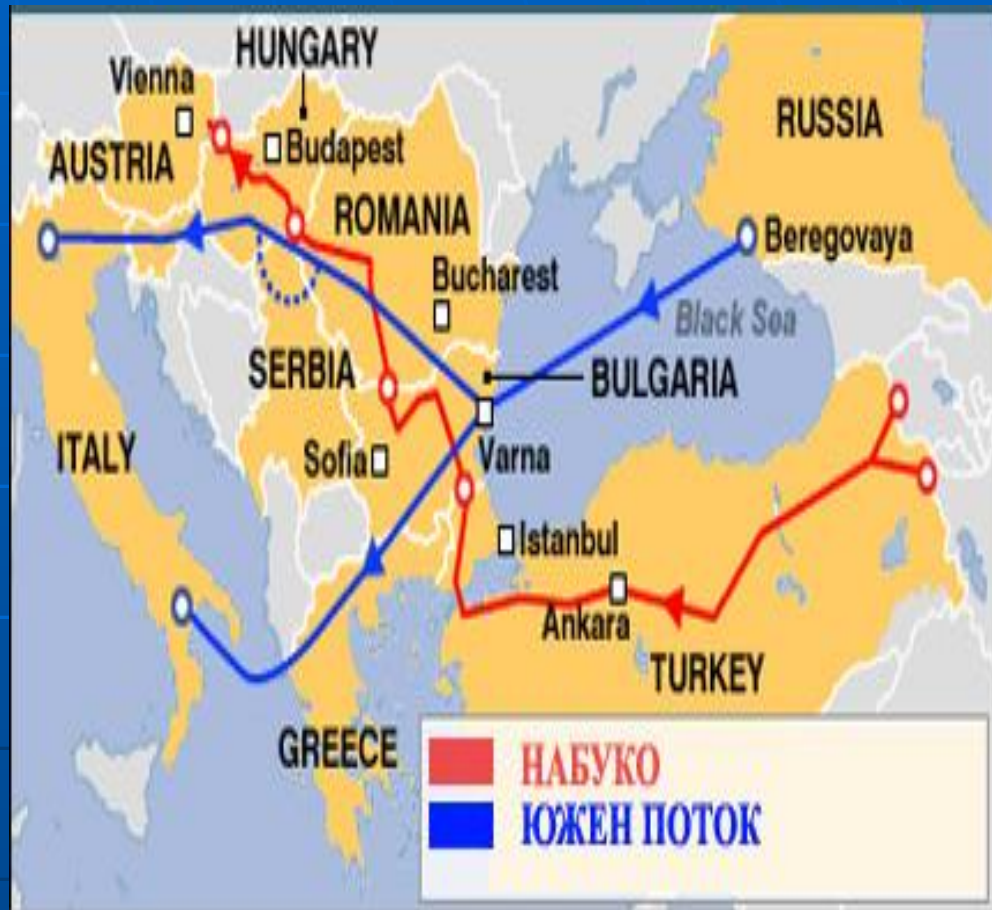 HUNGARY
Vienna
RUSSIA
Budapest
AUSTRIA
ROMANIA
Beregovaya
Bucharest
Black Sea
SERBIA
BULGARIA
ITALY
Sofia
Varna
Istanbul
Ankara
TURKEY
GREECE
НАБУКО
ЮЖЕН ПОТОК